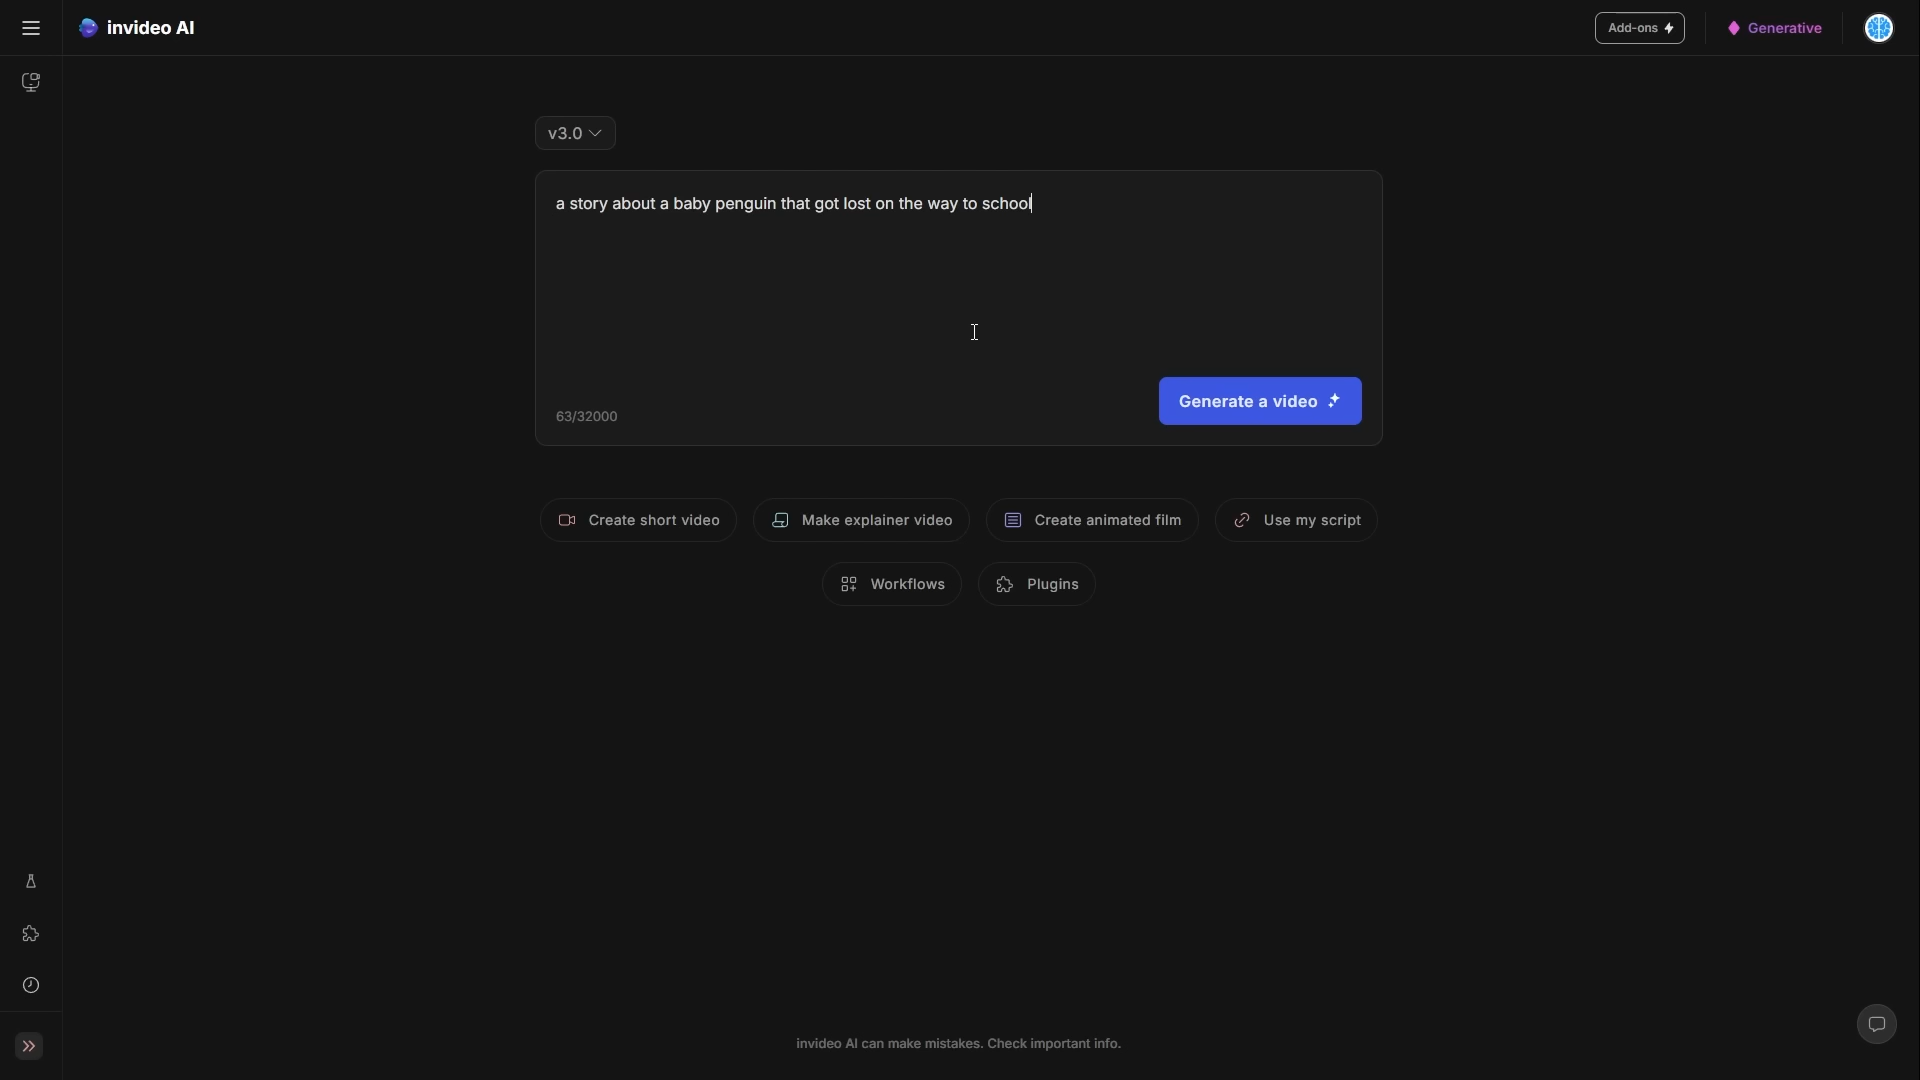 invideo AI
Add-ons
Generative
v3.0
a story about a baby penguin that got lost on the way to school
63/32000
Generate a video
Create short video
Make explainer video
Create animated film
Use my script
Workflows
Plugins
invideo AI can make mistakes. Check important info.